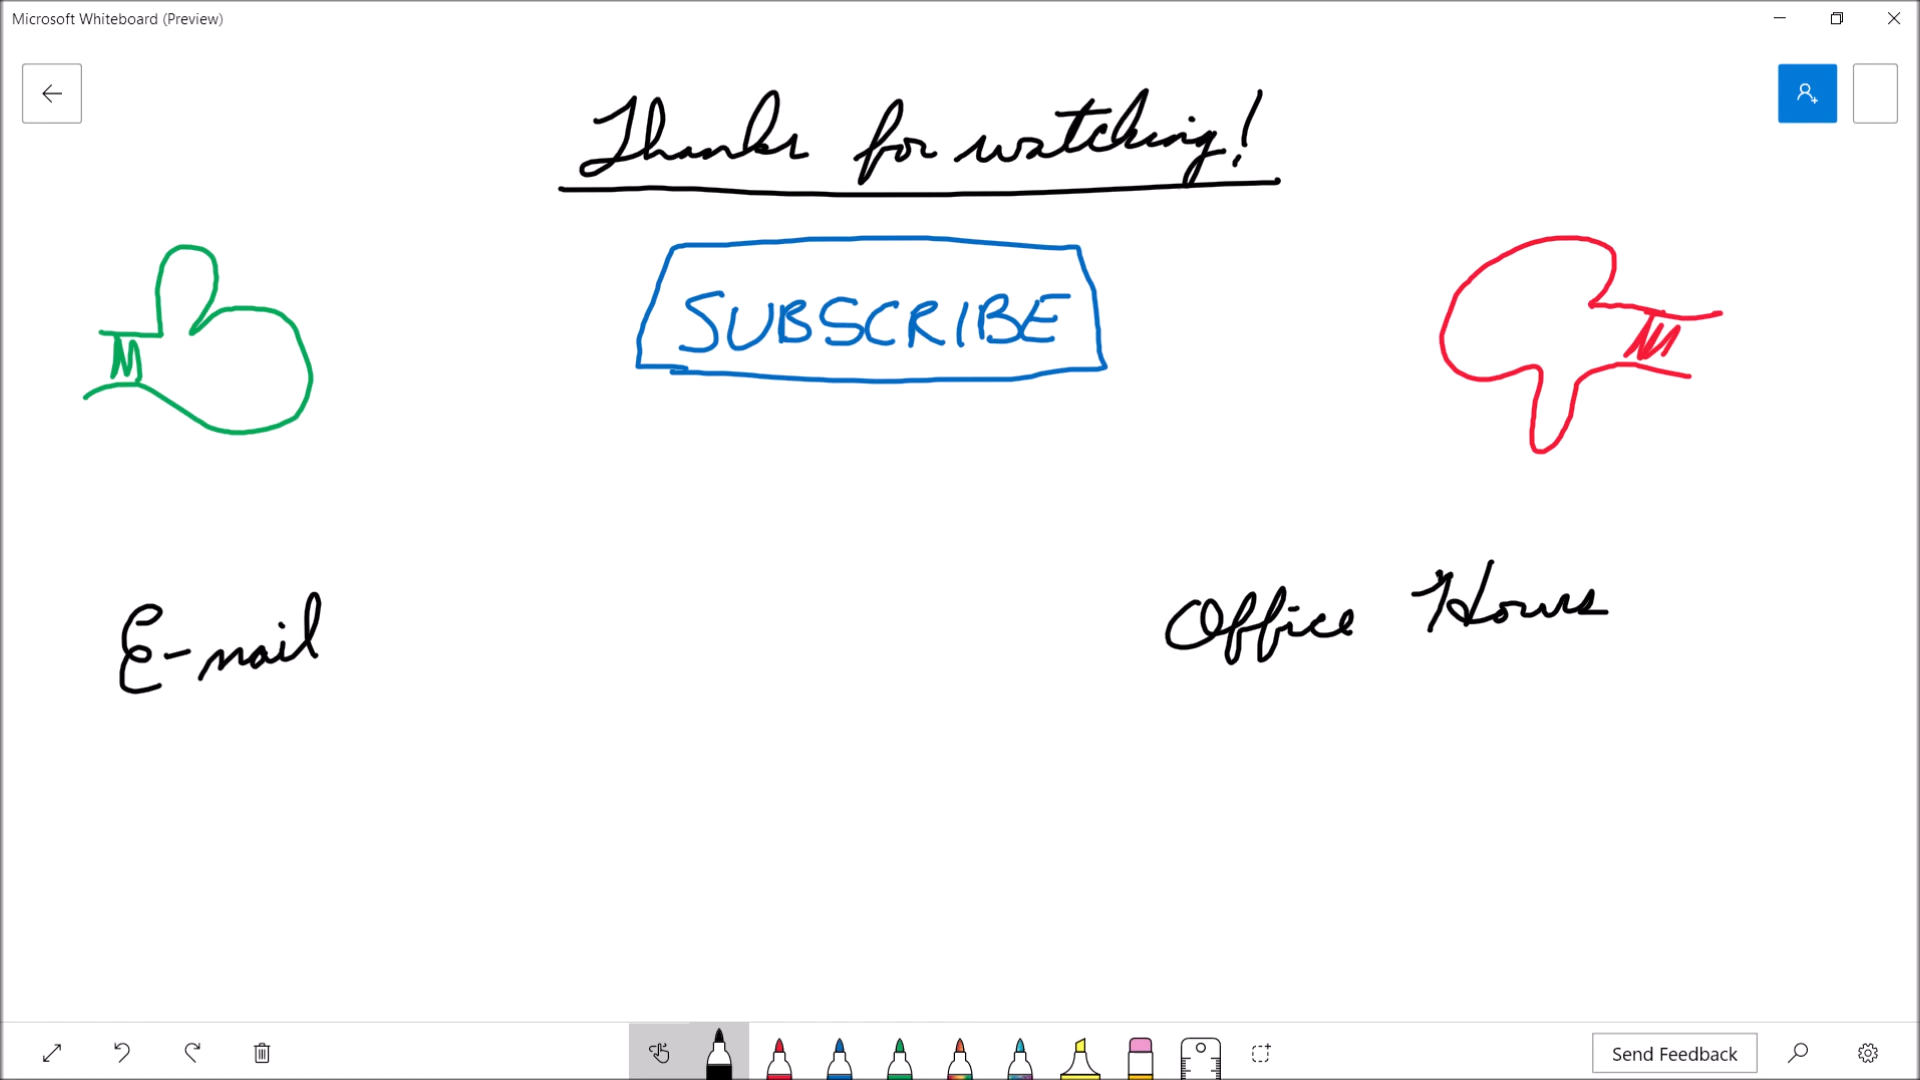 Microsoft Whiteboard (Preview)
Thanks for watching!
SUBSCRIBE
E-mail
Office Hours
Send Feedback